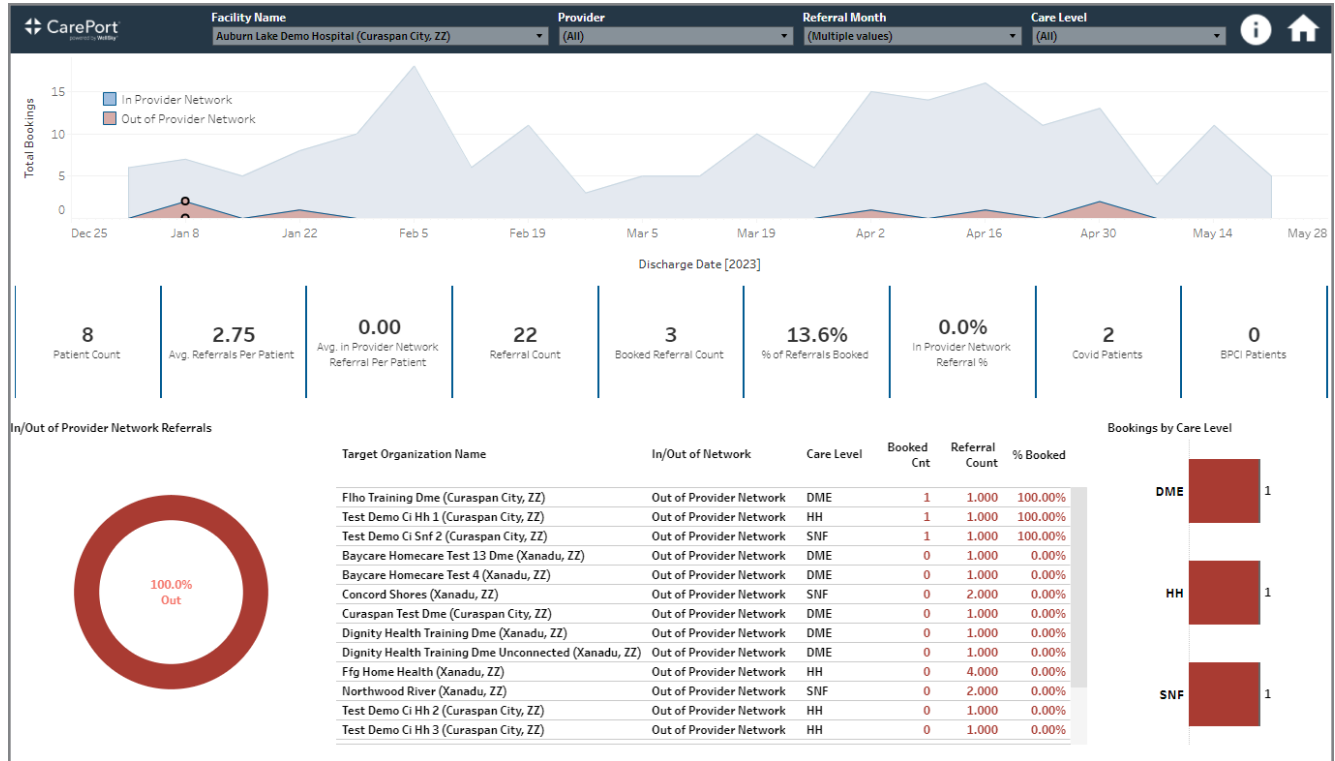 CarePort
powered by WellSky
Facility Name
Auburn Lake Demo Hospital (Curaspan City, ZZ)
Provider
(All)
Referral Month
(Multiple values)
Care Level
(All)
i
Total Bookings
15
10
5
0
In Provider Network
Out of Provider Network
Dec 25 Jan 8 Jan 22 Feb 5 Feb 19 Mar 5 Mar 19 Apr 2 Apr 16 Apr 30 May 14 May 28
Discharge Date [2023]
8
Patient Count
2.75
Avg. Referrals Per Patient
0.00
Avg. in Provider Network
Referral Per Patient
22
Referral Count
3
Booked Referral Count
13.6%
% of Referrals Booked
0.0%
In Provider Network
Referral %
2
Covid Patients
0
BPCI Patients
In/Out of Provider Network Referrals
100.0%
Out
Target Organization Name In/Out of Network Care Level Booked Cnt Referral Count % Booked
Flho Training Dme (Curaspan City, ZZ) Out of Provider Network DME 1 1.000 100.00%
Test Demo Ci Hh 1 (Curaspan City, ZZ) Out of Provider Network HH 1 1.000 100.00%
Test Demo Ci Snf 2 (Curaspan City, ZZ) Out of Provider Network SNF 1 1.000 100.00%
Baycare Homecare Test 13 Dme (Xanadu, ZZ) Out of Provider Network DME 0 1.000 0.00%
Baycare Homecare Test 4 (Xanadu, ZZ) Out of Provider Network DME 0 1.000 0.00%
Concord Shores (Xanadu, ZZ) Out of Provider Network SNF 0 2.000 0.00%
Curaspan Test Dme (Curaspan City, ZZ) Out of Provider Network DME 0 1.000 0.00%
Dignity Health Training Dme (Xanadu, ZZ) Out of Provider Network DME 0 1.000 0.00%
Dignity Health Training Dme Unconnected (Xanadu, ZZ) Out of Provider Network DME 0 1.000 0.00%
Ffg Home Health (Xanadu, ZZ) Out of Provider Network HH 0 4.000 0.00%
Northwood River (Xanadu, ZZ) Out of Provider Network SNF 0 2.000 0.00%
Test Demo Ci Hh 2 (Curaspan City, ZZ) Out of Provider Network HH 0 1.000 0.00%
Test Demo Ci Hh 3 (Curaspan City, ZZ) Out of Provider Network HH 0 1.000 0.00%
Bookings by Care Level
DME 1
HH 1
SNF 1